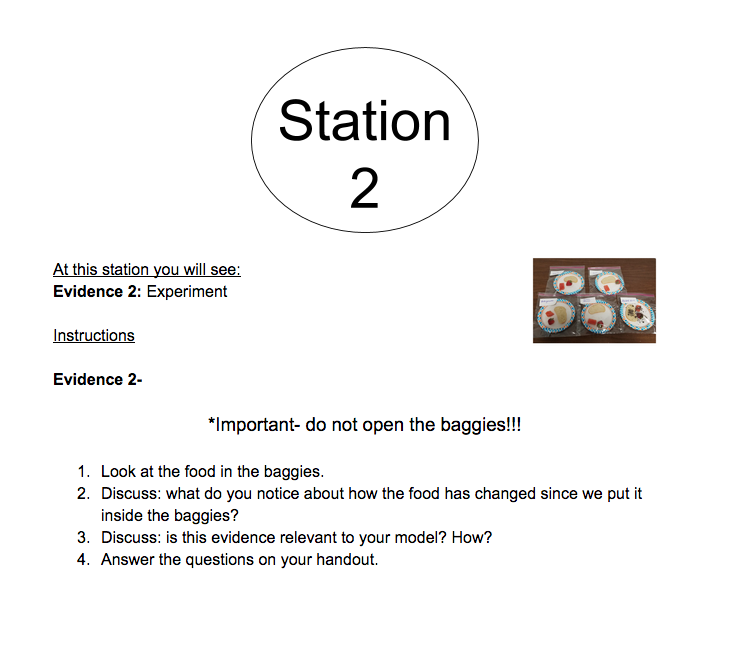 Station
2
At this station you will see:
Evidence 2: Experiment
Instructions
Evidence 2-
*Important- do not open the baggies!!!
1. Look at the food in the baggies.
2. Discuss: what do you notice about how the food has changed since we put it
inside the baggies?
3. Discuss: is this evidence relevant to your model? How?
4. Answer the questions on your handout.